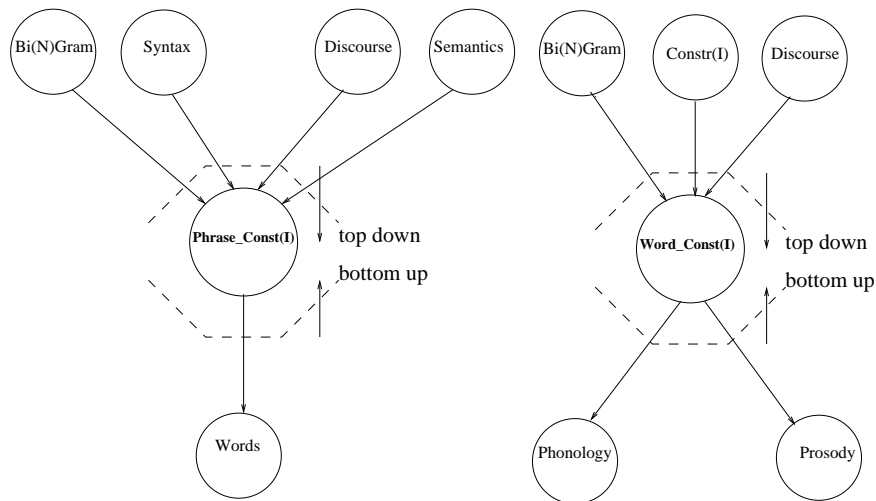 Bi(N)Gram
Syntax
Discourse
Semantics
Phrase_Const(I)
top down
bottom up
Words
Bi(N)Gram
Constr(I)
Discourse
Word_Const(I)
top down
bottom up
Phonology
Prosody